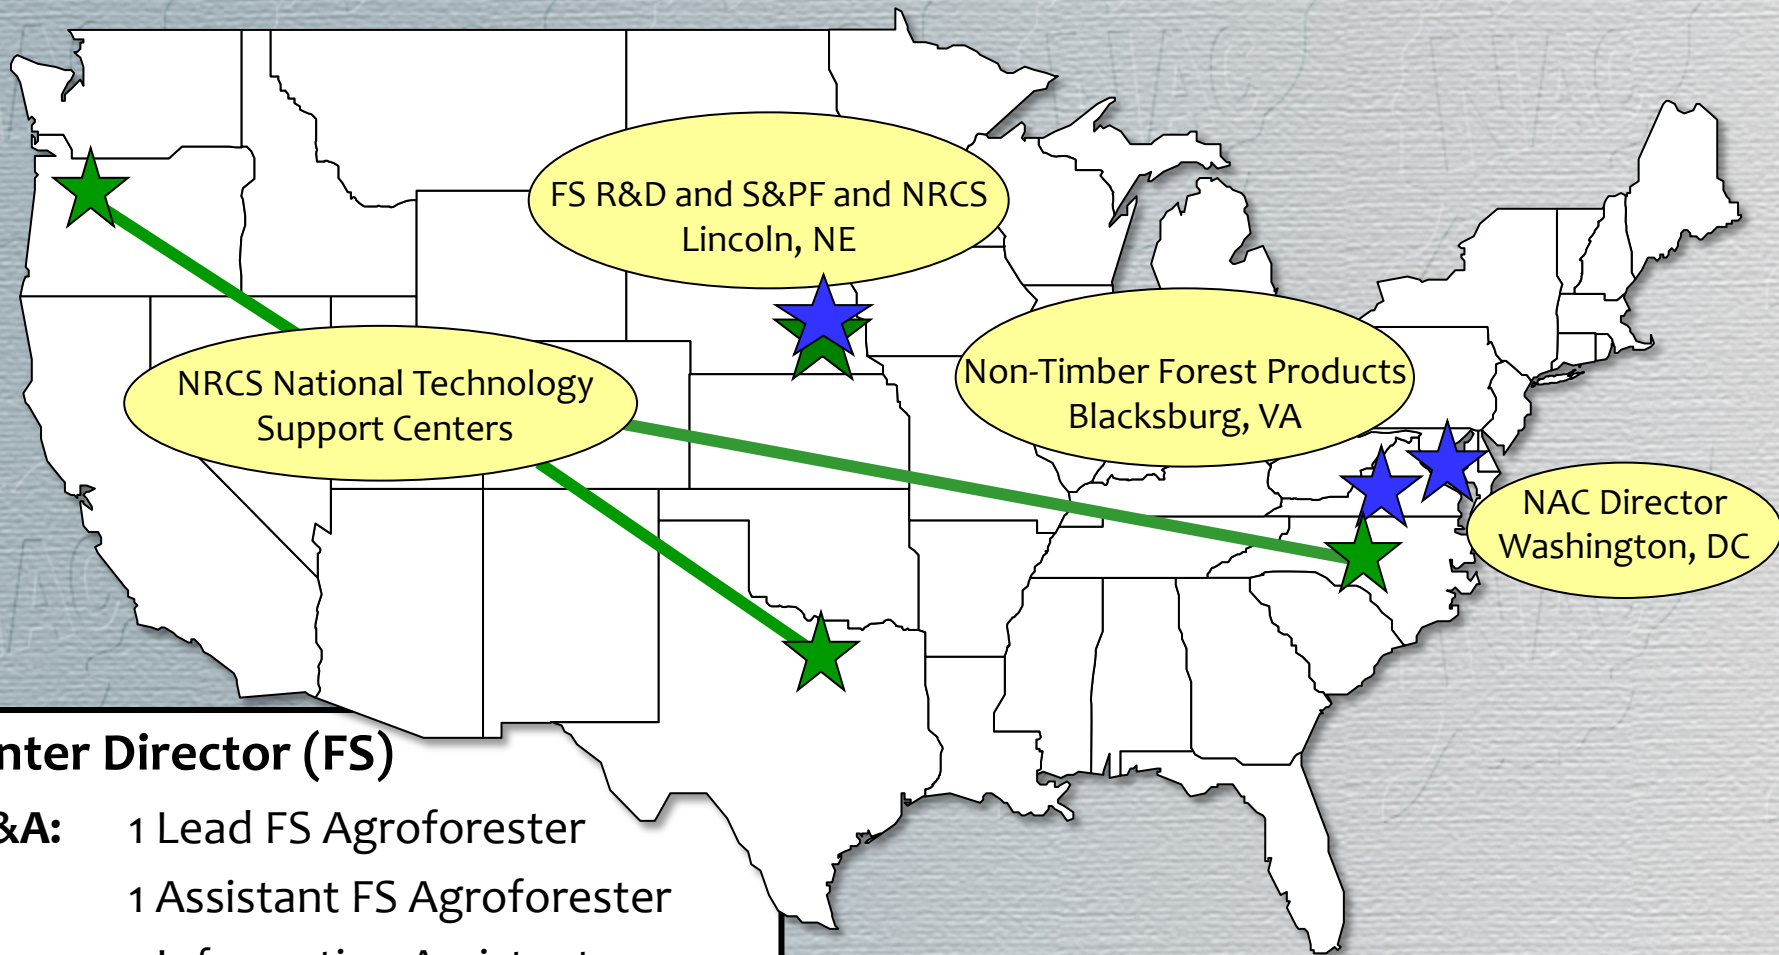 FS R&D and S&PF and NRCS
Lincoln, NE
NRCS National Technology
Support Centers
Non-Timber Forest Products
Blacksburg, VA
NAC Director
Washington, DC
nter Director (FS)
&A: 1 Lead FS Agroforester
1 Assistant FS Agroforester